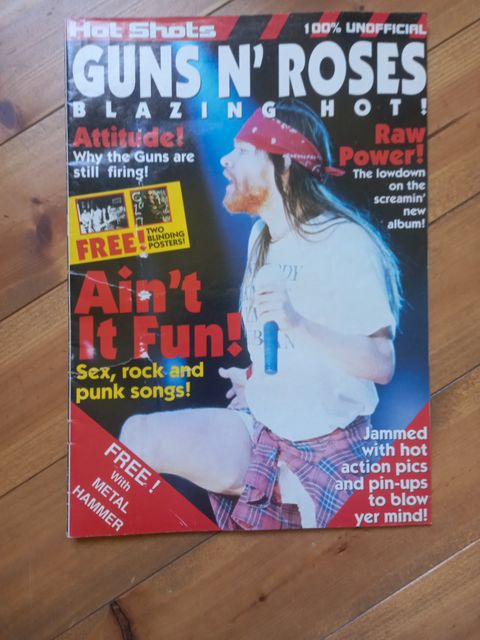 Hot Shots
100% UNOFFICIAL
GUNS N' ROSES
BLAZING HOT!
Attitude!
Why the Guns are
still firing!
FREE!
TWO
BLINDING
POSTERS!
Raw
Power!
The lowdown
on the
screamin'
new
album!
Ain't
It Fun!
Sex, rock and
punk songs!
FREE!
With
METAL
HAMMER
Jammed
with hot
action pics
and pin-ups
to blow
yer mind!